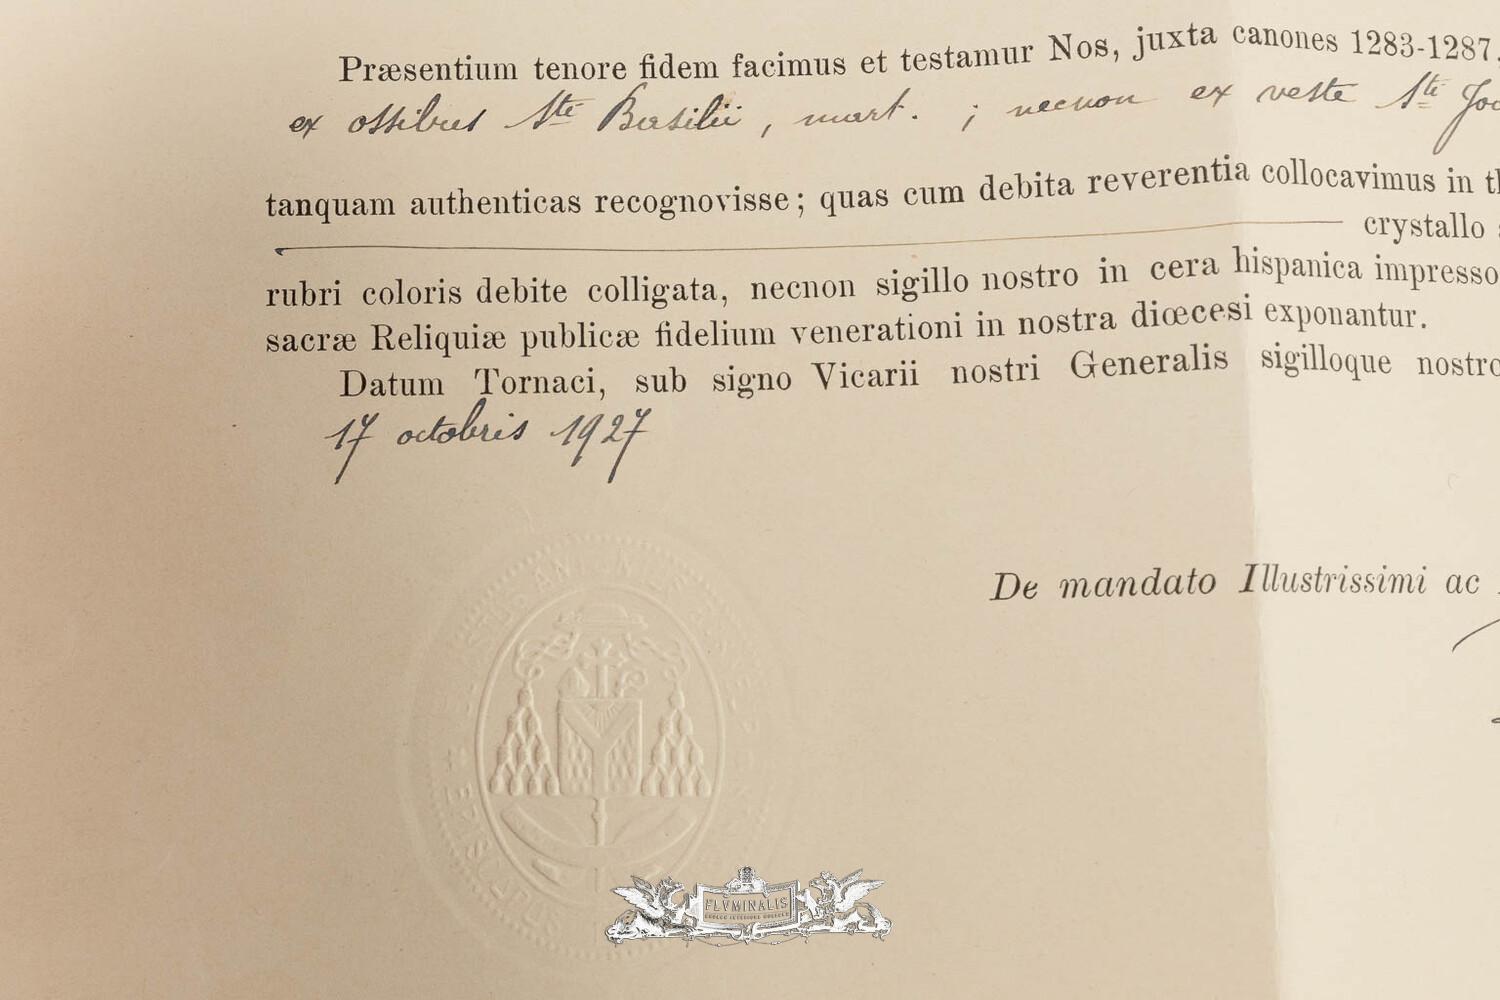 Præsentium tenore fidem facimus et testamur Nos, juxta canones 1283-1287,
ex ossibus Sti Basilii, mart. ; necnon ex veste Sti
tanquam authenticas recognovisse; quas cum debita reverentia collocavimus in
crystallo
rubri coloris debite colligata, necnon sigillo nostro in cera hispanica impresso
sacræ Reliquiæ publicæ fidelium venerationi in nostra diœcesi exponantur.
Datum Tornaci, sub signo Vicarii nostri Generalis sigilloque nostro
17 octobris 1927
De mandato Illustrissimi ac
EPISCOPUS
FLVMINALIS